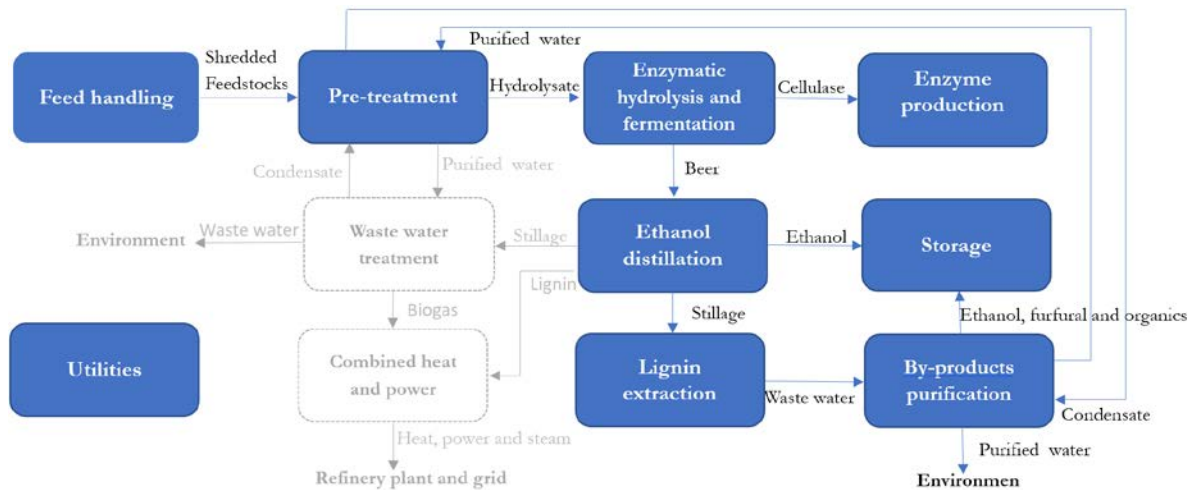 Purified water
Shredded
Feedstocks
Feed handling
Pre-treatment
Hydrolysate
Enzymatic
hydrolysis and
fermentation
Cellulase
Enzyme
production
Condensate
Purified water
Beer
Environment
Waste water
Waste water
treatment
Stillage
Ethanol
distillation
Ethanol
Storage
Lignin
Biogas
Stillage
Ethanol, furfural and organics
Utilities
Combined heat
and power
Lignin
extraction
Waste water
By-products
purification
Condensate
Heat, power and steam
Purified water
Refinery plant and grid
Environmen